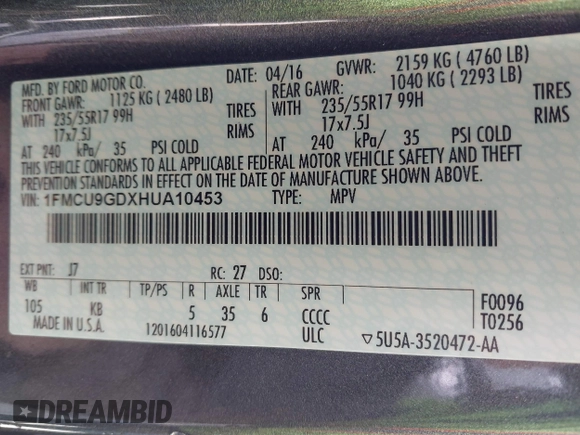 MFD. BY FORD MOTOR CO. DATE: 04/16 GVWR: 2159 KG ( 4760 LB)
FRONT GAWR: 1125 KG ( 2480 LB) REAR GAWR: 1040 KG ( 2293 LB)
WITH 235/55R17 99H TIRES WITH 235/55R17 99H TIRES
17x7.5J RIMS 17x7.5J RIMS
AT 240 kPa/ 35 PSI COLD AT 240 kPa/ 35 PSI COLD
THIS VEHICLE CONFORMS TO ALL APPLICABLE FEDERAL MOTOR VEHICLE SAFETY AND THEFT
PREVENTION STANDARDS IN EFFECT ON THE DATE OF MANUFACTURE SHOWN ABOVE.
VIN: 1FMCU9GDXHUA10453 TYPE: MPV
EXT PNT: J7 RC: 27 DSO:
WB INT TR TP/PS R AXLE TR SPR
105 KB 5 35 6 CCCC F0096
MADE IN U.S.A. 1201604116577 ULC T0256
▽5U5A-3520472-AA
DREAMBID